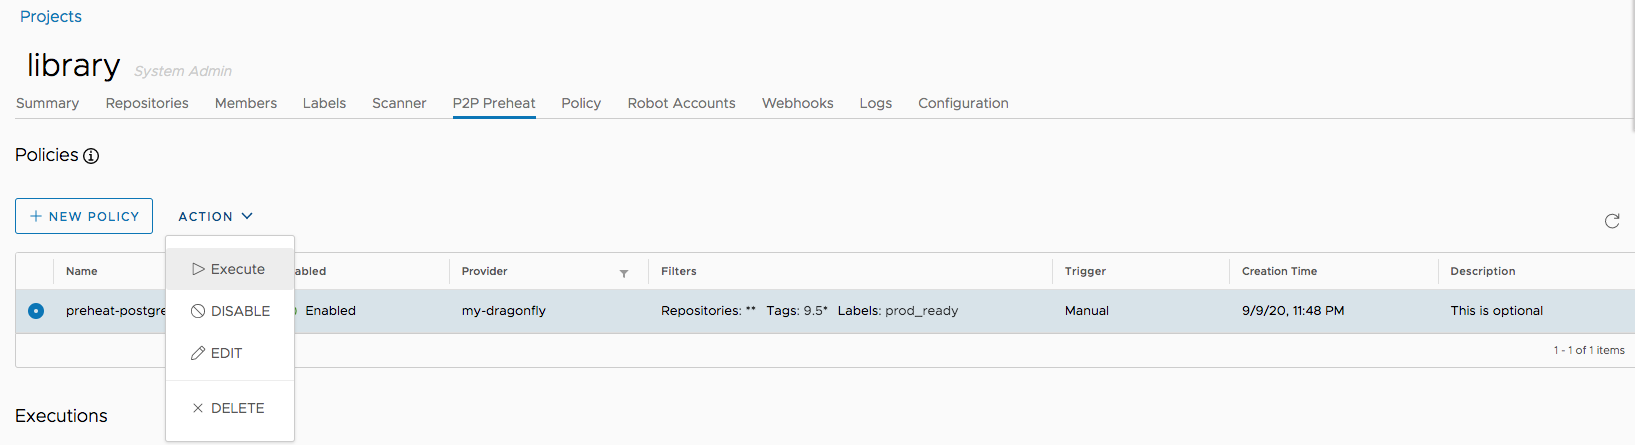 Projects
library System Admin
Summary Repositories Members Labels Scanner P2P Preheat Policy Robot Accounts Webhooks Logs Configuration
Policies
+ NEW POLICY ACTION
Name abled Provider Filters Trigger Creation Time Description
preheat-postgre Enabled my-dragonfly Repositories: ** Tags: 9.5* Labels: prod_ready Manual 9/9/20, 11:48 PM This is optional
Execute
DISABLE
EDIT
DELETE
1 - 1 of 1 items
Executions